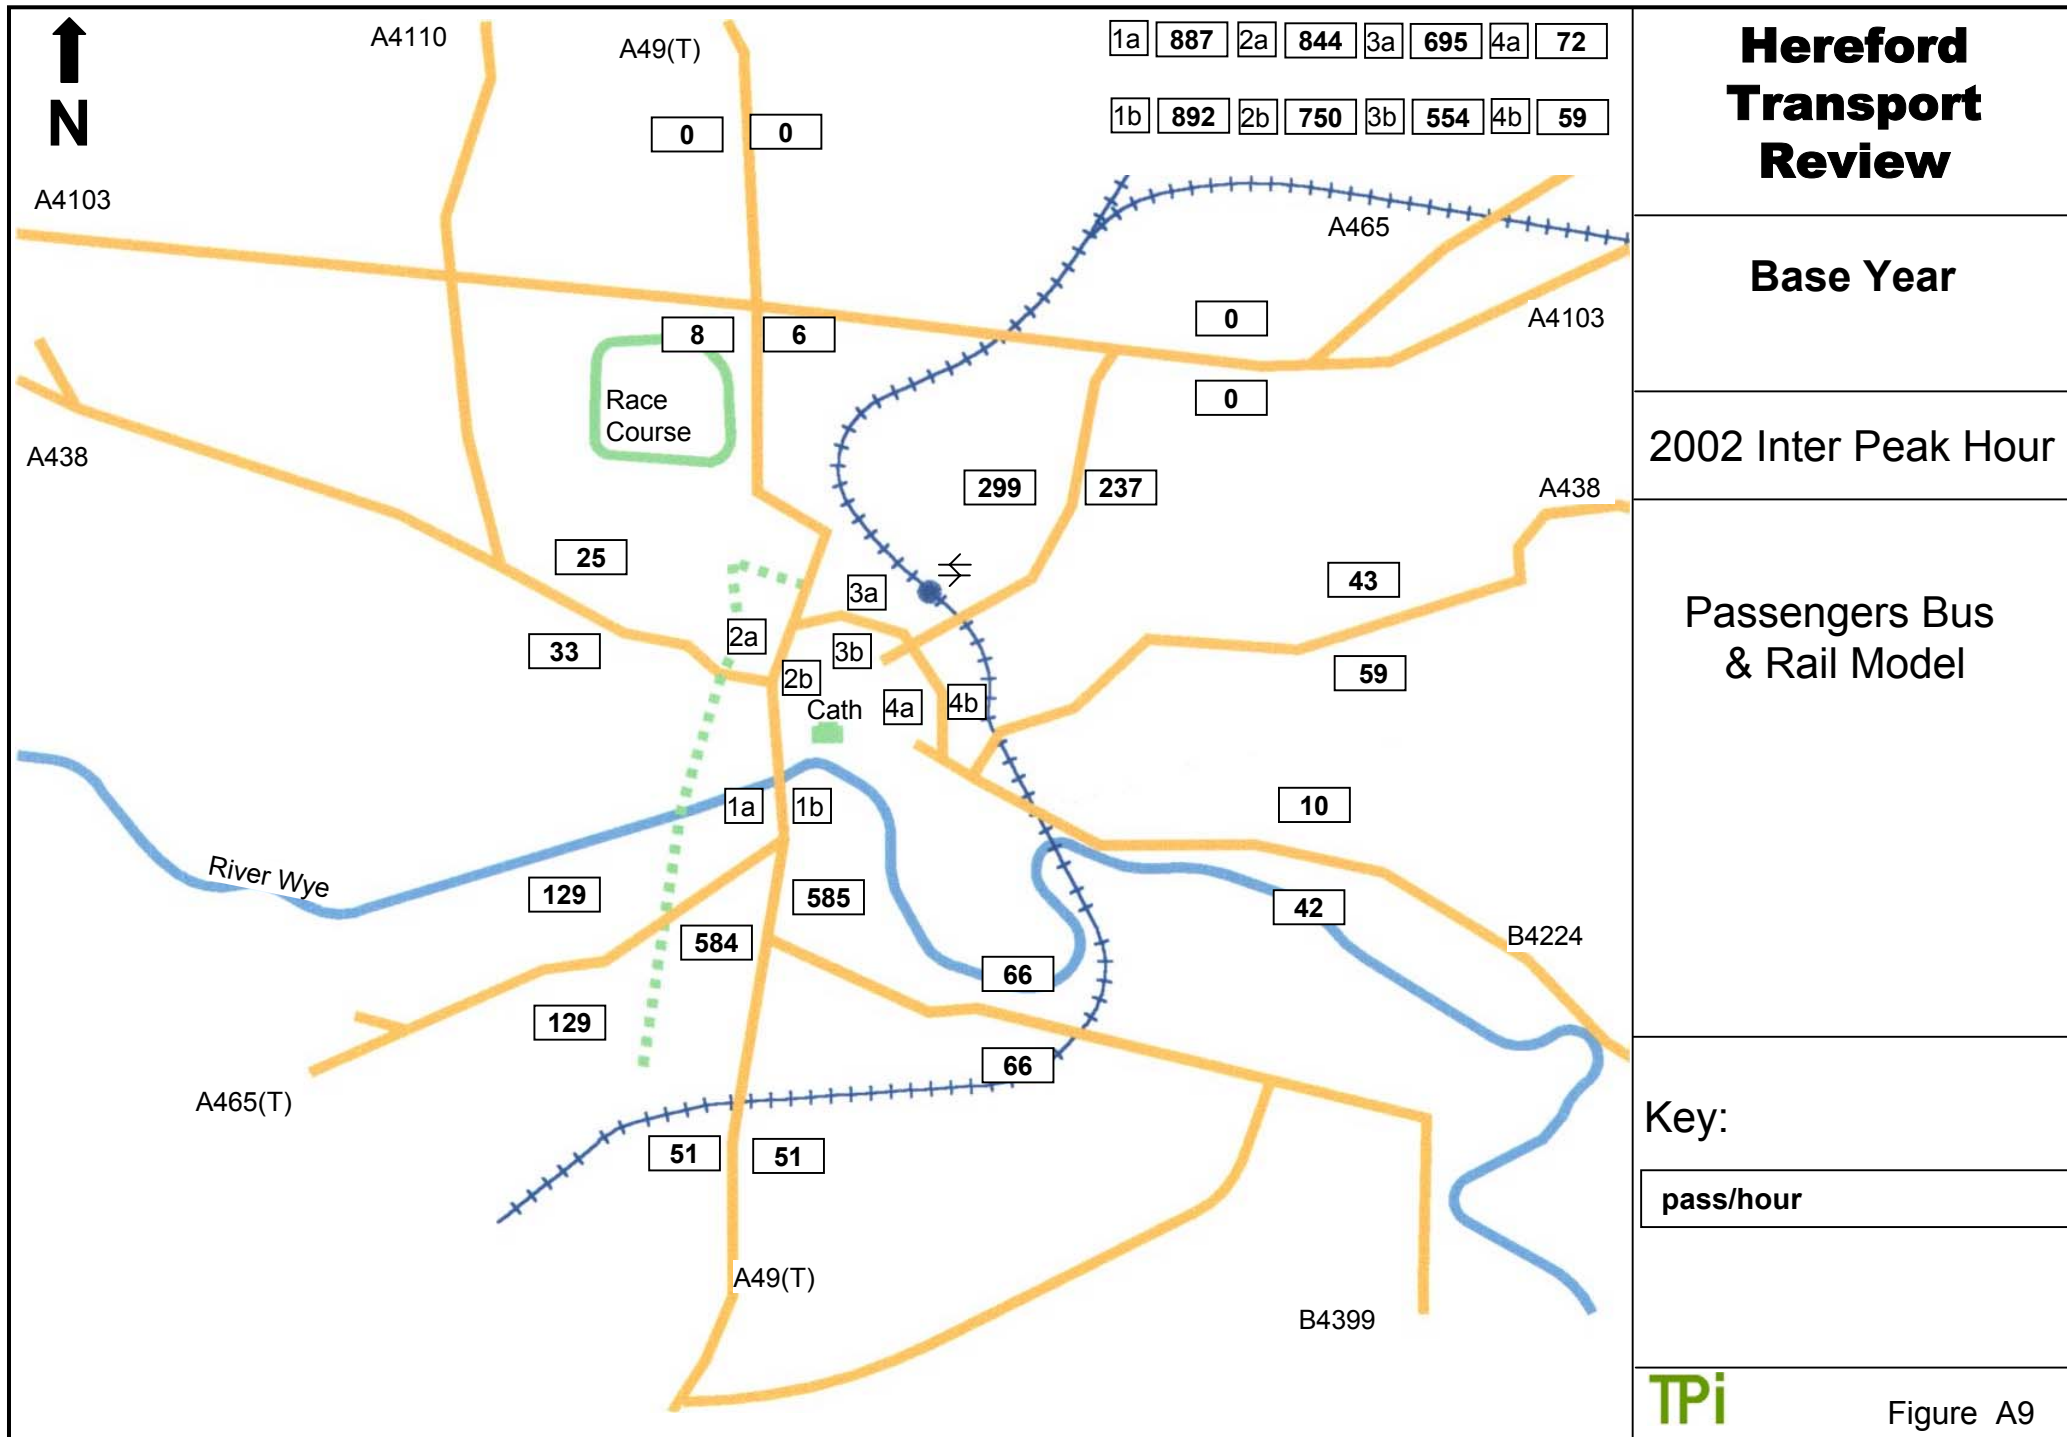 A4110
A49(T)
1a 887 2a 844 3a 695 4a 72
1b 892 2b 750 3b 554 4b 59
N
0 0
A4103
A465
A4103
0
8 6
0
Race
Course
A438
299 237
A438
25
43
3a
33
2a
3b
59
2b
Cath
4a
4b
1a
1b
10
River Wye
129
585
42
584
B4224
66
129
66
A465(T)
51 51
A49(T)
B4399
Hereford
Transport
Review
Base Year
2002 Inter Peak Hour
Passengers Bus
& Rail Model
Key:
pass/hour
TPi
Figure A9